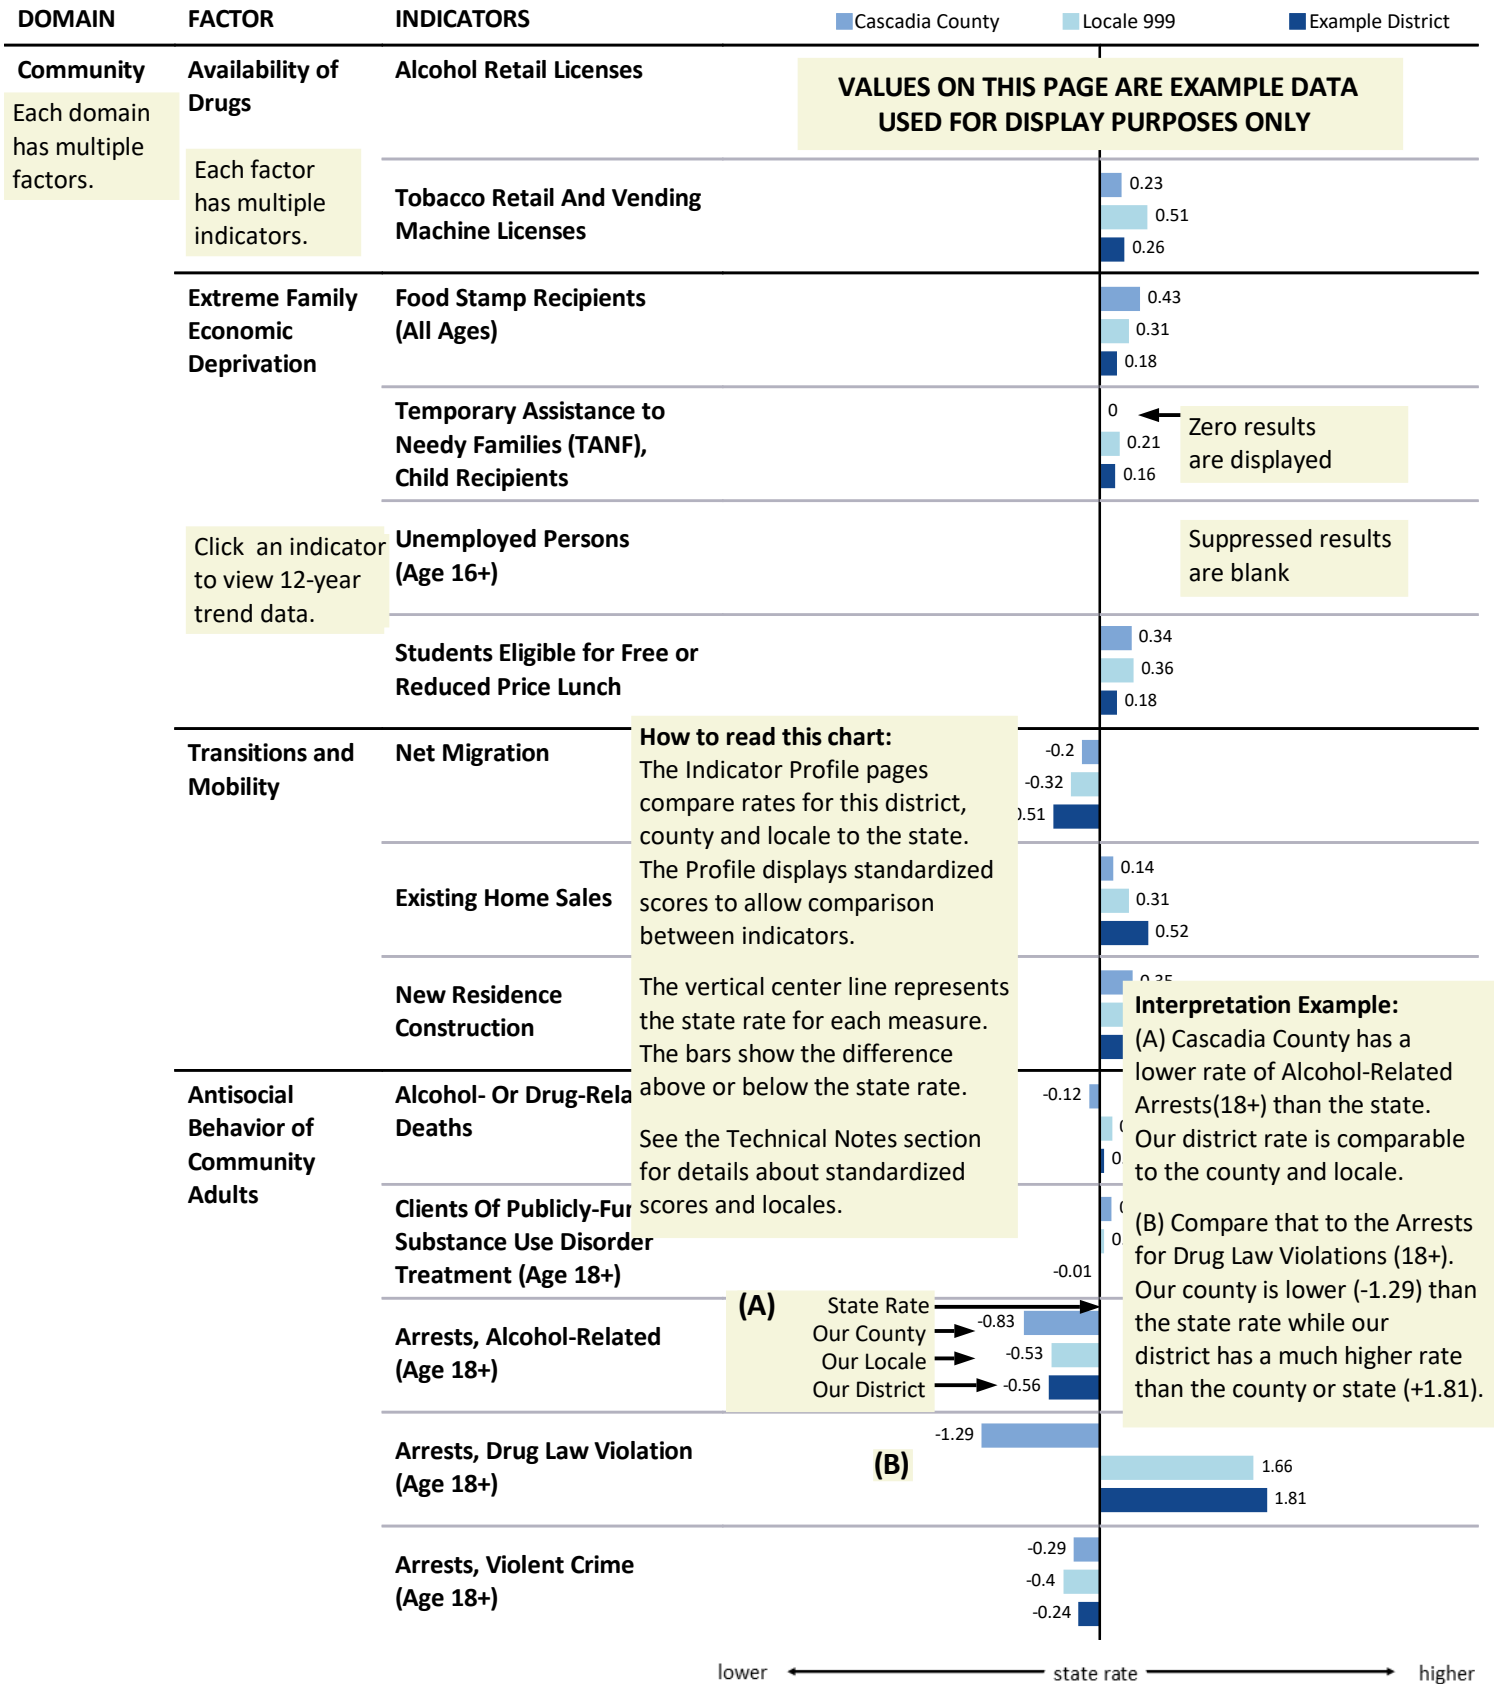 DOMAIN FACTOR INDICATORS Cascadia County Locale 999 Example District
Community
Each domain
has multiple
factors.
Availability of
Drugs
Each factor
has multiple
indicators.
Alcohol Retail Licenses
VALUES ON THIS PAGE ARE EXAMPLE DATA
USED FOR DISPLAY PURPOSES ONLY
Tobacco Retail And Vending
Machine Licenses
0.23
0.51
0.26
Extreme Family
Economic
Deprivation
Food Stamp Recipients
(All Ages)
0.43
0.31
0.18
Temporary Assistance to
Needy Families (TANF),
Child Recipients
0
0.21
0.16
Zero results
are displayed
Click an indicator
to view 12-year
trend data.
Unemployed Persons
(Age 16+)
Suppressed results
are blank
Students Eligible for Free or
Reduced Price Lunch
0.34
0.36
0.18
Transitions and
Mobility
Net Migration
-0.2
-0.32
.51
How to read this chart:
The Indicator Profile pages
compare rates for this district,
county and locale to the state.
The Profile displays standardized
scores to allow comparison
between indicators.
The vertical center line represents
the state rate for each measure.
The bars show the difference
above or below the state rate.
See the Technical Notes section
for details about standardized
scores and locales.
Existing Home Sales
0.14
0.31
0.52
New Residence
Construction
Interpretation Example:
(A) Cascadia County has a
lower rate of Alcohol-Related
Arrests(18+) than the state.
Our district rate is comparable
to the county and locale.
(B) Compare that to the Arrests
for Drug Law Violations (18+).
Our county is lower (-1.29) than
the state rate while our
district has a much higher rate
than the county or state (+1.81).
Antisocial
Behavior of
Community
Adults
Alcohol- Or Drug-Rela
Deaths
-0.12
0.
Clients Of Publicly-Fu
Substance Use Disorder
Treatment (Age 18+)
0.
-0.01
Arrests, Alcohol-Related
(Age 18+)
(A)
State Rate
Our County
Our Locale
Our District
-0.83
-0.53
-0.56
Arrests, Drug Law Violation
(Age 18+)
(B)
-1.29
1.66
1.81
Arrests, Violent Crime
(Age 18+)
-0.29
-0.4
-0.24
lower state rate higher